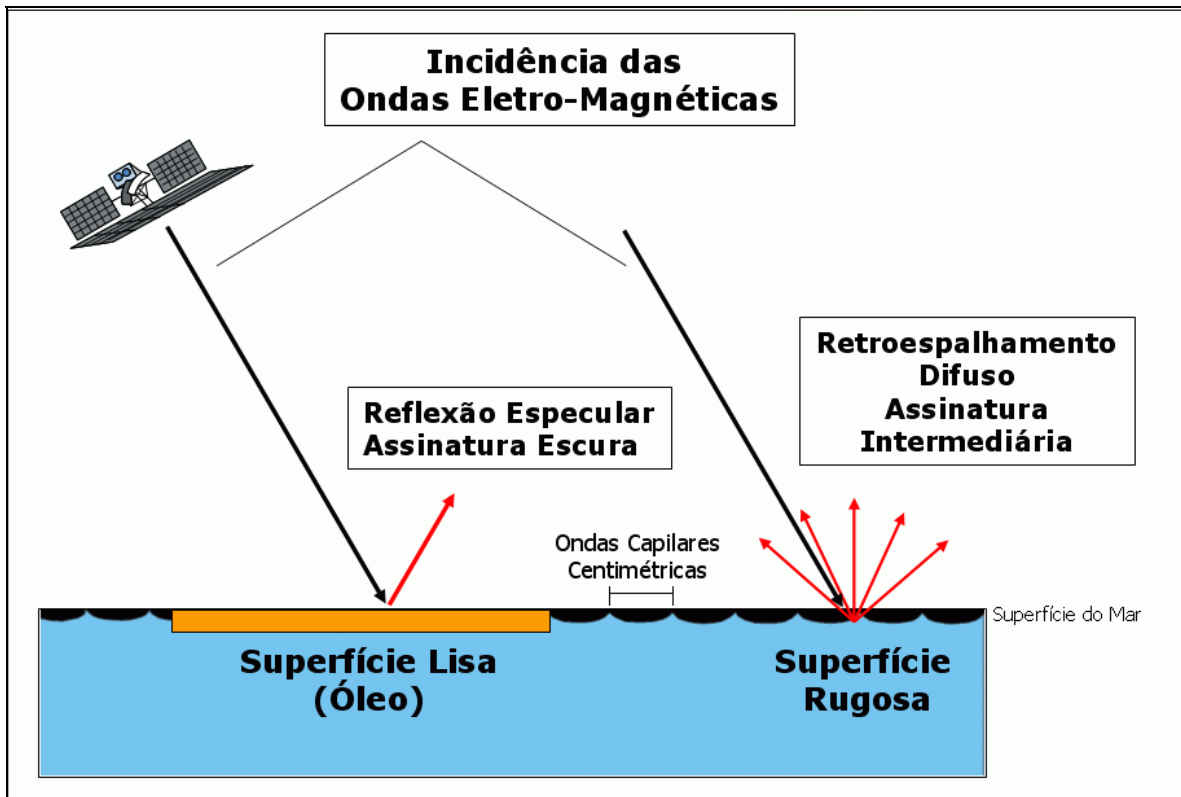 Incidência das
Ondas Eletro-Magnéticas
Retroespalhamento
Difuso
Assinatura
Intermediária
Reflexão Especular
Assinatura Escura
Ondas Capilares
Centimétricas
Superfície do Mar
Superfície Lisa
(Óleo)
Superfície
Rugosa